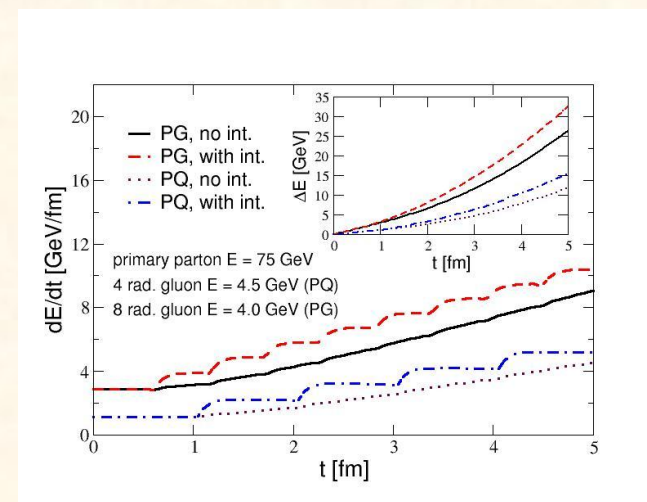 35
30
25
20
15
10
5
0
ΔE [GeV]
0 1 2 3 4 5
t [fm]
PG, no int.
PG, with int.
PQ, no int.
PQ, with int.
primary parton E = 75 GeV
4 rad. gluon E = 4.5 GeV (PQ)
8 rad. gluon E = 4.0 GeV (PG)
20
16
12
8
4
0
dE/dt [GeV/fm]
0 1 2 3 4 5
t [fm]